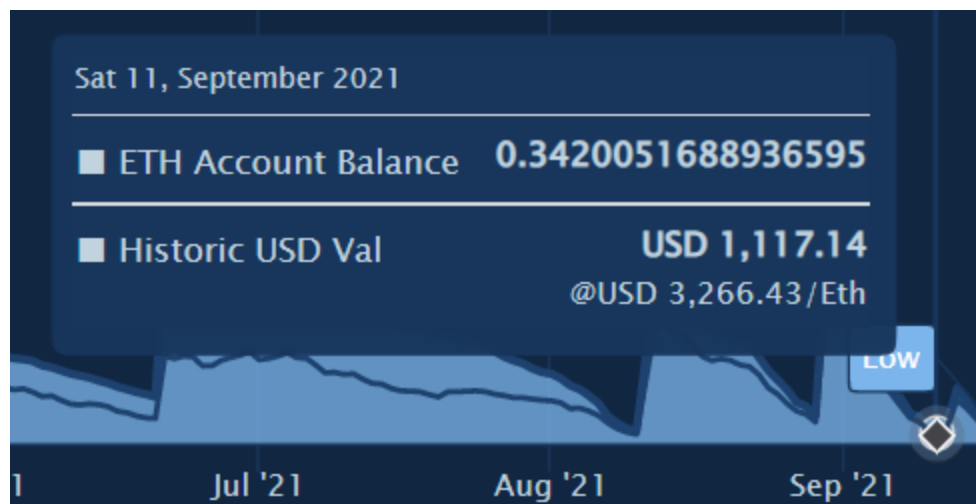 Sat 11, September 2021
ETH Account Balance 0.3420051688936595
Historic USD Val USD 1,117.14
@USD 3,266.43/Eth
Low
1 Jul '21 Aug '21 Sep '21